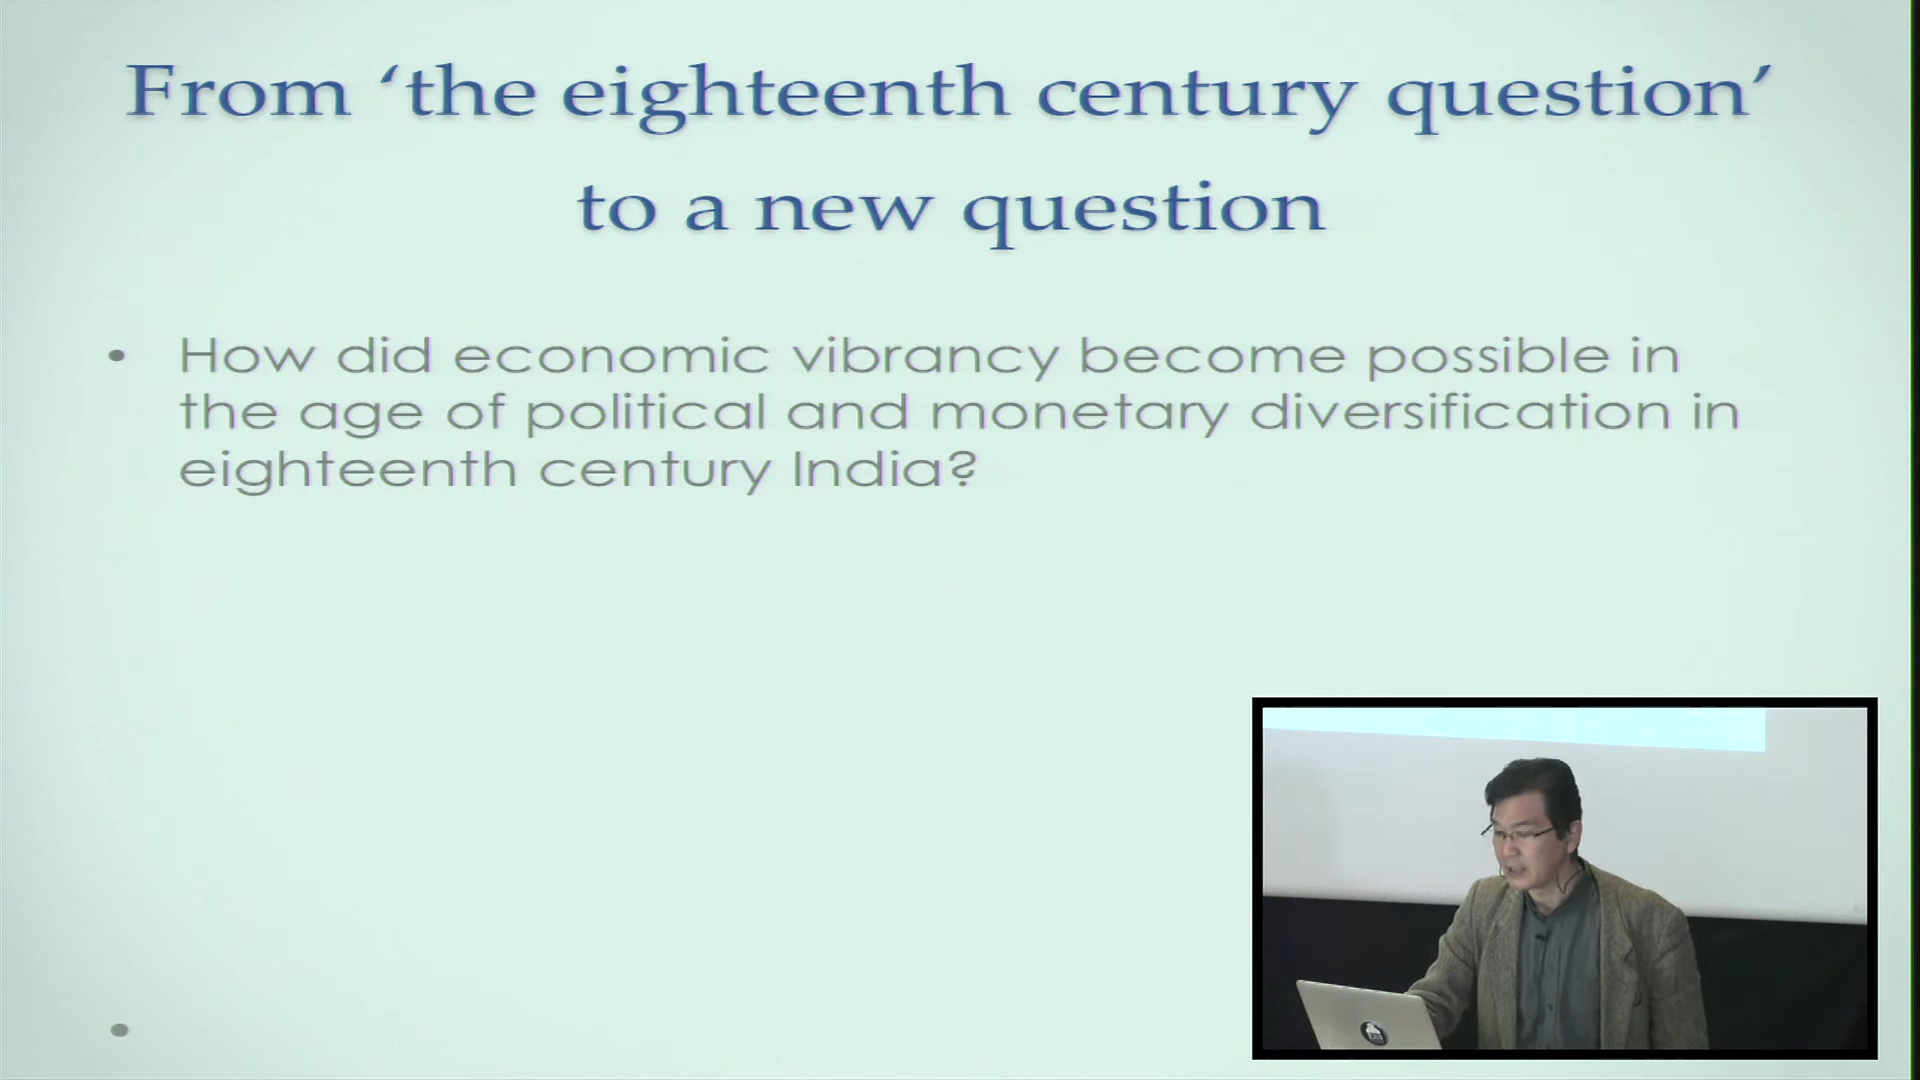 From ‘the eighteenth century question’
to a new question
• How did economic vibrancy become possible in
the age of political and monetary diversification in
eighteenth century India?